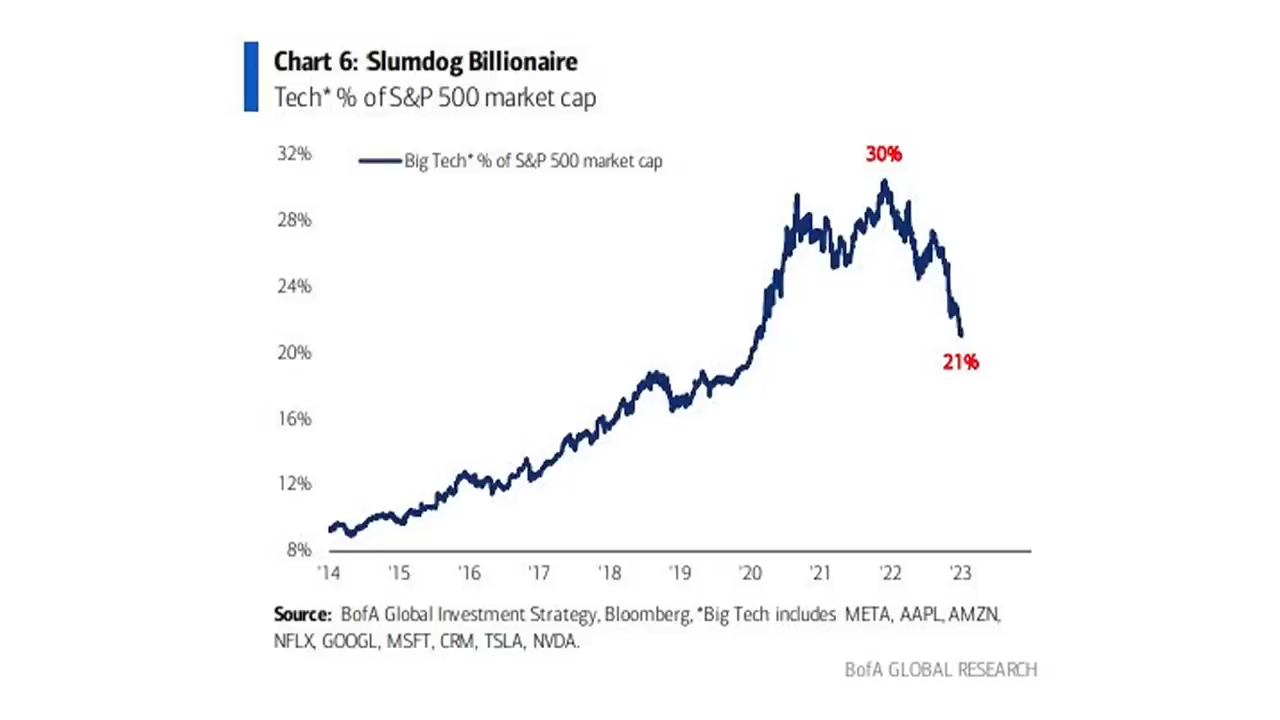 Chart 6: Slumdog Billionaire
Tech* % of S&P 500 market cap
32%
Big Tech* % of S&P 500 market cap
30%
28%
24%
20%
21%
16%
12%
8%
'14 '15 '16 '17 '18 '19 '20 '21 '22 '23
Source: BofA Global Investment Strategy, Bloomberg, *Big Tech includes META, AAPL, AMZN,
NFLX, GOOGL, MSFT, CRM, TSLA, NVDA.
BofA GLOBAL RESEARCH